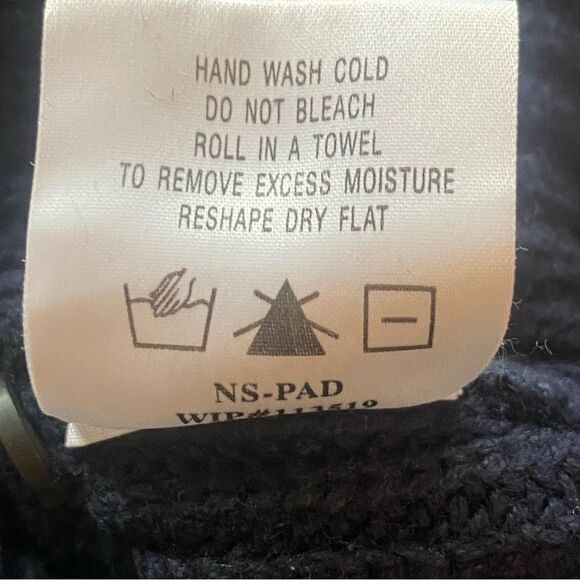 HAND WASH COLD
DO NOT BLEACH
ROLL IN A TOWEL
TO REMOVE EXCESS MOISTURE
RESHAPE DRY FLAT
NS-PAD